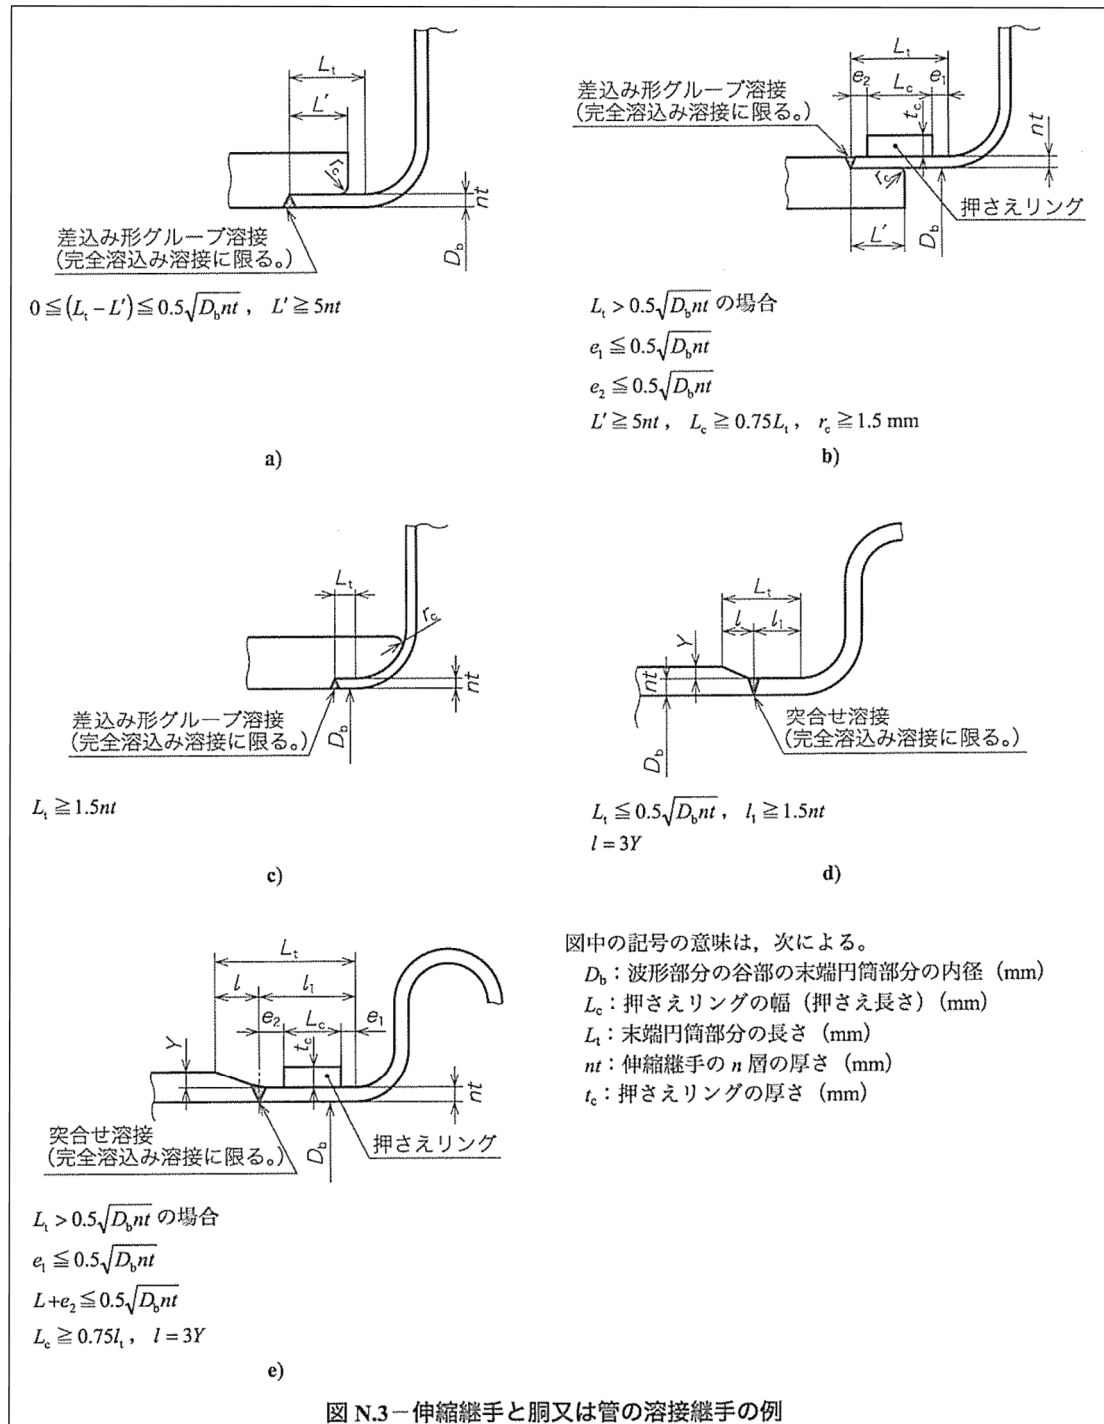 L_t
L'
r_c
nt
D_b
差込み形グルーブ溶接
(完全溶込み溶接に限る。)
0≦(L_t−L')≦0.5√(D_b nt), L'≧5nt
a)
L_t
e_2 L_c e_1
t_c
nt
差込み形グルーブ溶接
(完全溶込み溶接に限る。)
r_c
押さえリング
L'
D_b
L_t>0.5√(D_b nt) の場合
e_1≦0.5√(D_b nt)
e_2≦0.5√(D_b nt)
L'≧5nt, L_c≧0.75L_t, r_c≧1.5 mm
b)
L_t
r_c
nt
D_b
差込み形グルーブ溶接
(完全溶込み溶接に限る。)
L_t≧1.5nt
c)
L_t
l l_1
Y
nt
D_b
突合せ溶接
(完全溶込み溶接に限る。)
L_t≦0.5√(D_b nt), l_1≧1.5nt
l=3Y
d)
L_t
l l_1
e_2 L_c e_1
Y
t_c
nt
D_b
突合せ溶接
(完全溶込み溶接に限る。)
押さえリング
L_t>0.5√(D_b nt) の場合
e_1≦0.5√(D_b nt)
L+e_2≦0.5√(D_b nt)
L_c≧0.75l_t, l=3Y
e)
図中の記号の意味は,次による。
D_b:波形部分の谷部の末端円筒部分の内径(mm)
L_c:押さえリングの幅(押さえ長さ)(mm)
L_t:末端円筒部分の長さ(mm)
nt:伸縮継手の n 層の厚さ(mm)
t_c:押さえリングの厚さ(mm)
図 N.3−伸縮継手と胴又は管の溶接継手の例